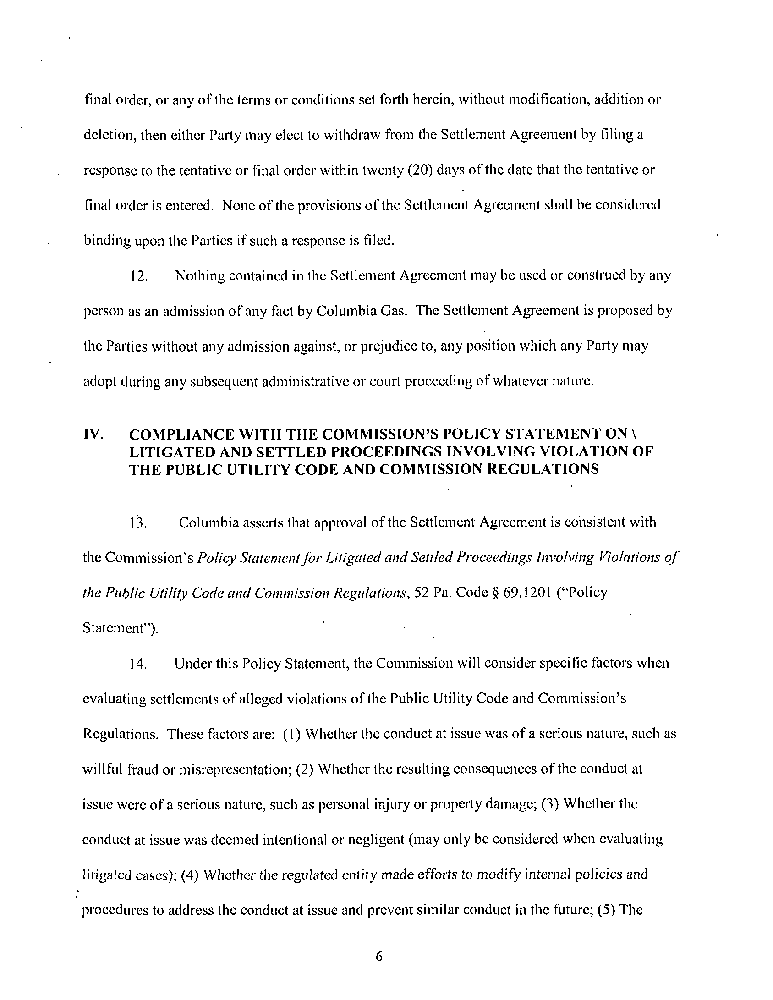 final order, or any of the terms or conditions set forth herein, without modification, addition or
deletion, then either Party may elect to withdraw from the Settlement Agreement by filing a
response to the tentative or final order within twenty (20) days of the date that the tentative or
final order is entered. None of the provisions of the Settlement Agreement shall be considered
binding upon the Parties if such a response is filed.
12. Nothing contained in the Settlement Agreement may be used or construed by any
person as an admission of any fact by Columbia Gas. The Settlement Agreement is proposed by
the Parties without any admission against, or prejudice to, any position which any Party may
adopt during any subsequent administrative or court proceeding of whatever nature.
IV. COMPLIANCE WITH THE COMMISSION'S POLICY STATEMENT ON \
LITIGATED AND SETTLED PROCEEDINGS INVOLVING VIOLATION OF
THE PUBLIC UTILITY CODE AND COMMISSION REGULATIONS
13. Columbia asserts that approval of the Settlement Agreement is consistent with
the Commission's Policy Statement for Litigated and Settled Proceedings Involving Violations of
the Public Utility Code and Commission Regulations, 52 Pa. Code § 69.1201 ("Policy
Statement").
14. Under this Policy Statement, the Commission will consider specific factors when
evaluating settlements of alleged violations of the Public Utility Code and Commission's
Regulations. These factors are: (1) Whether the conduct at issue was of a serious nature, such as
willful fraud or misrepresentation; (2) Whether the resulting consequences of the conduct at
issue were of a serious nature, such as personal injury or property damage; (3) Whether the
conduct at issue was deemed intentional or negligent (may only be considered when evaluating
litigated cases); (4) Whether the regulated entity made efforts to modify internal policies and
procedures to address the conduct at issue and prevent similar conduct in the future; (5) The
6